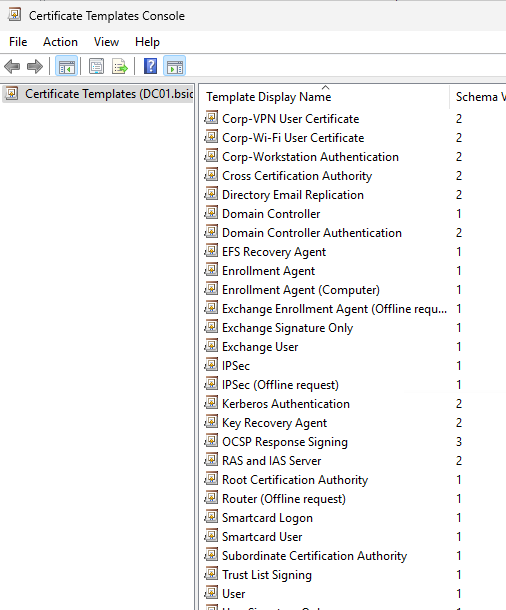 Certificate Templates Console
File Action View Help
Certificate Templates (DC01.bsic
Template Display Name Schema V
Corp-VPN User Certificate 2
Corp-Wi-Fi User Certificate 2
Corp-Workstation Authentication 2
Cross Certification Authority 2
Directory Email Replication 2
Domain Controller 1
Domain Controller Authentication 2
EFS Recovery Agent 1
Enrollment Agent 1
Enrollment Agent (Computer) 1
Exchange Enrollment Agent (Offline requ... 1
Exchange Signature Only 1
Exchange User 1
IPSec 1
IPSec (Offline request) 1
Kerberos Authentication 2
Key Recovery Agent 2
OCSP Response Signing 3
RAS and IAS Server 2
Root Certification Authority 1
Router (Offline request) 1
Smartcard Logon 1
Smartcard User 1
Subordinate Certification Authority 1
Trust List Signing 1
User 1